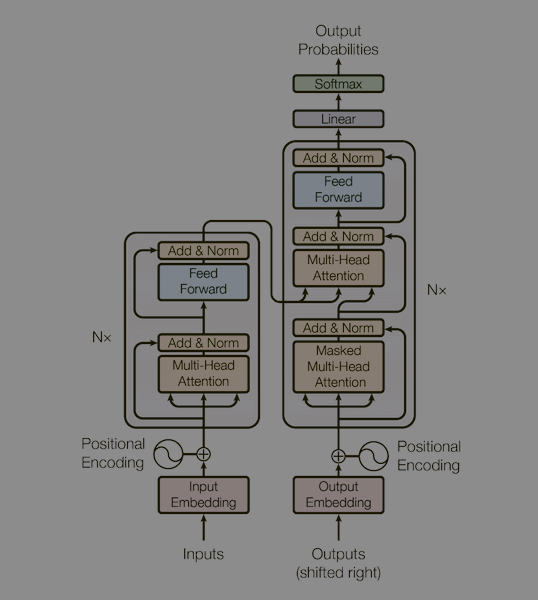 Output
Probabilities
Softmax
Linear
Add & Norm
Feed
Forward
Add & Norm
Multi-Head
Attention
Add & Norm
Masked
Multi-Head
Attention
Nx
Add & Norm
Feed
Forward
Add & Norm
Multi-Head
Attention
Nx
Positional
Encoding
Positional
Encoding
Input
Embedding
Output
Embedding
Inputs
Outputs
(shifted right)